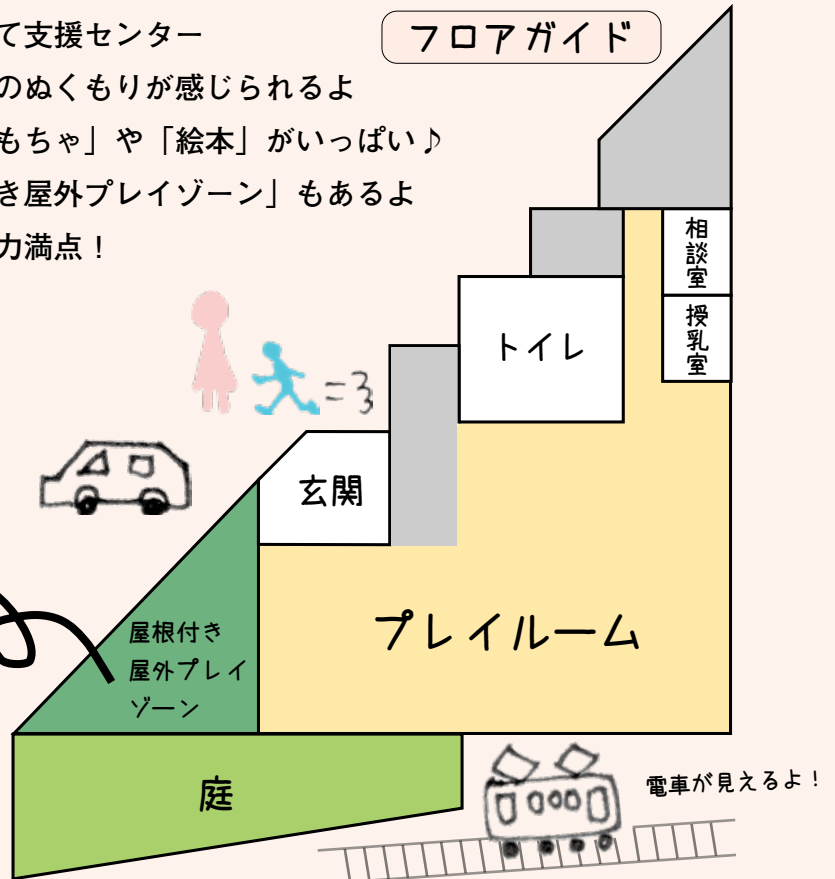 フロアガイド
て支援センター
のぬくもりが感じられるよ
もちゃ」や「絵本」がいっぱい♪
き屋外プレイゾーン」もあるよ
力満点！
相談室
授乳室
トイレ
玄関
プレイルーム
屋根付き
屋外プレイ
ゾーン
庭
電車が見えるよ！